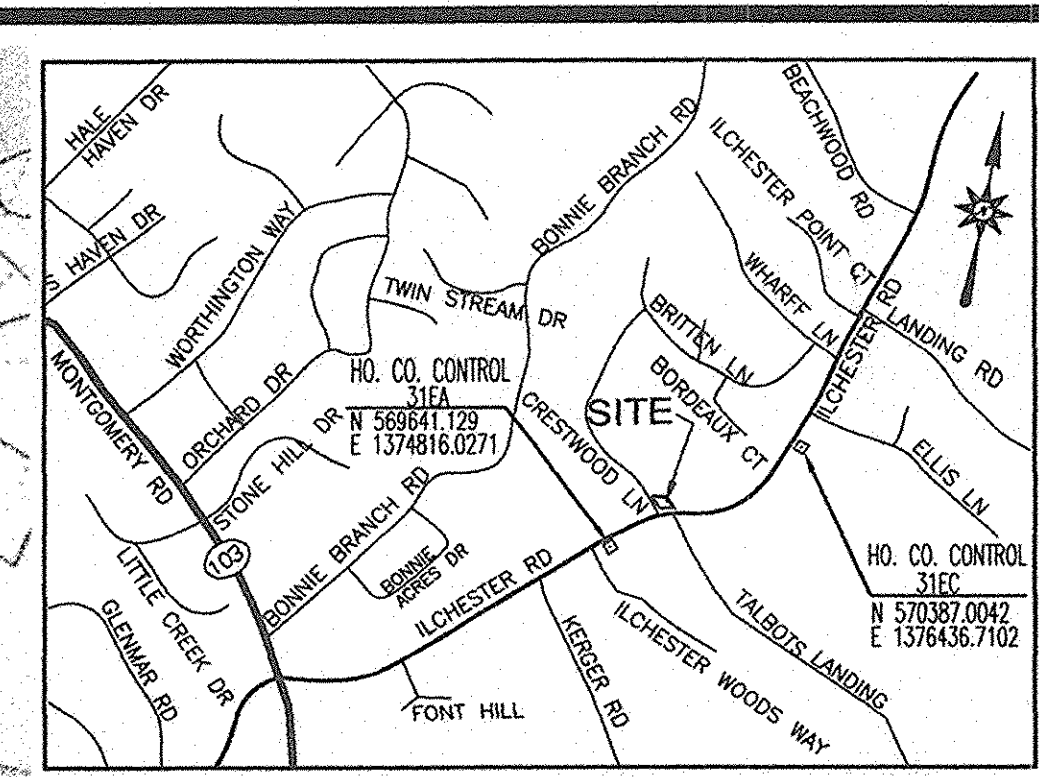 HALE
HAVEN DR
HAVEN DR
WORTHINGTON WAY
BONNIE BRANCH RD
BEACHWOOD RD
ILCHESTER POINT CT
WHARFF LN
LANDING RD
ILCHESTER RD
TWIN STREAM DR
BRITTEN LN
BORDEAUX CT
MONTGOMERY RD
ORCHARD DR
HO. CO. CONTROL
31EA
N 569641.129
E 1374816.0271
CRESTWOOD LN
SITE
STONE HILL DR
ELLIS LN
103
BONNIE BRANCH RD
BONNIE
ACRES DR
ILCHESTER RD
LITTLE CREEK DR
GLENMAR RD
HO. CO. CONTROL
31EC
N 570387.0042
E 1376436.7102
KERGER RD
ILCHESTER WOODS WAY
TALBOTS LANDING
FONT HILL